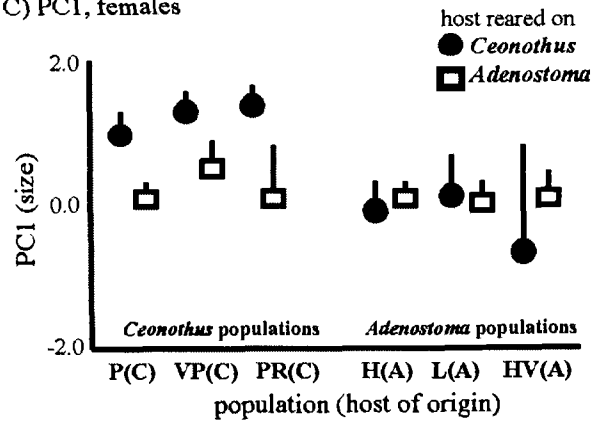 C) PC1, females
host reared on
Ceonothus
Adenostoma
2.0
0.0
-2.0
PC1 (size)
Ceonothus populations
Adenostoma populations
P(C) VP(C) PR(C) H(A) L(A) HV(A)
population (host of origin)